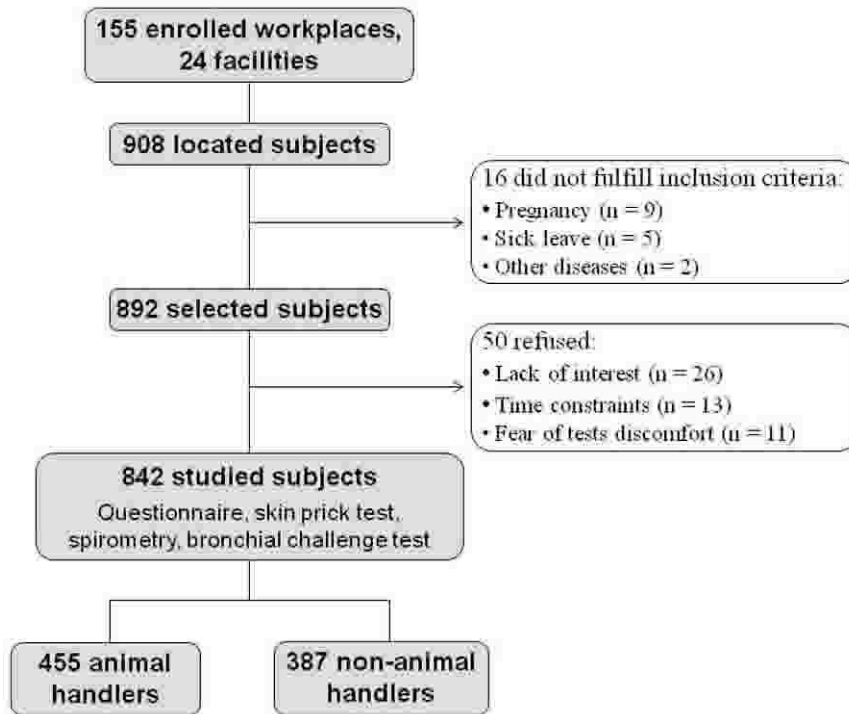 155 enrolled workplaces,
24 facilities
908 located subjects
16 did not fulfill inclusion criteria:
• Pregnancy (n = 9)
• Sick leave (n = 5)
• Other diseases (n = 2)
892 selected subjects
50 refused:
• Lack of interest (n = 26)
• Time constraints (n = 13)
• Fear of tests discomfort (n = 11)
842 studied subjects
Questionnaire, skin prick test,
spirometry, bronchial challenge test
455 animal
handlers
387 non-animal
handlers